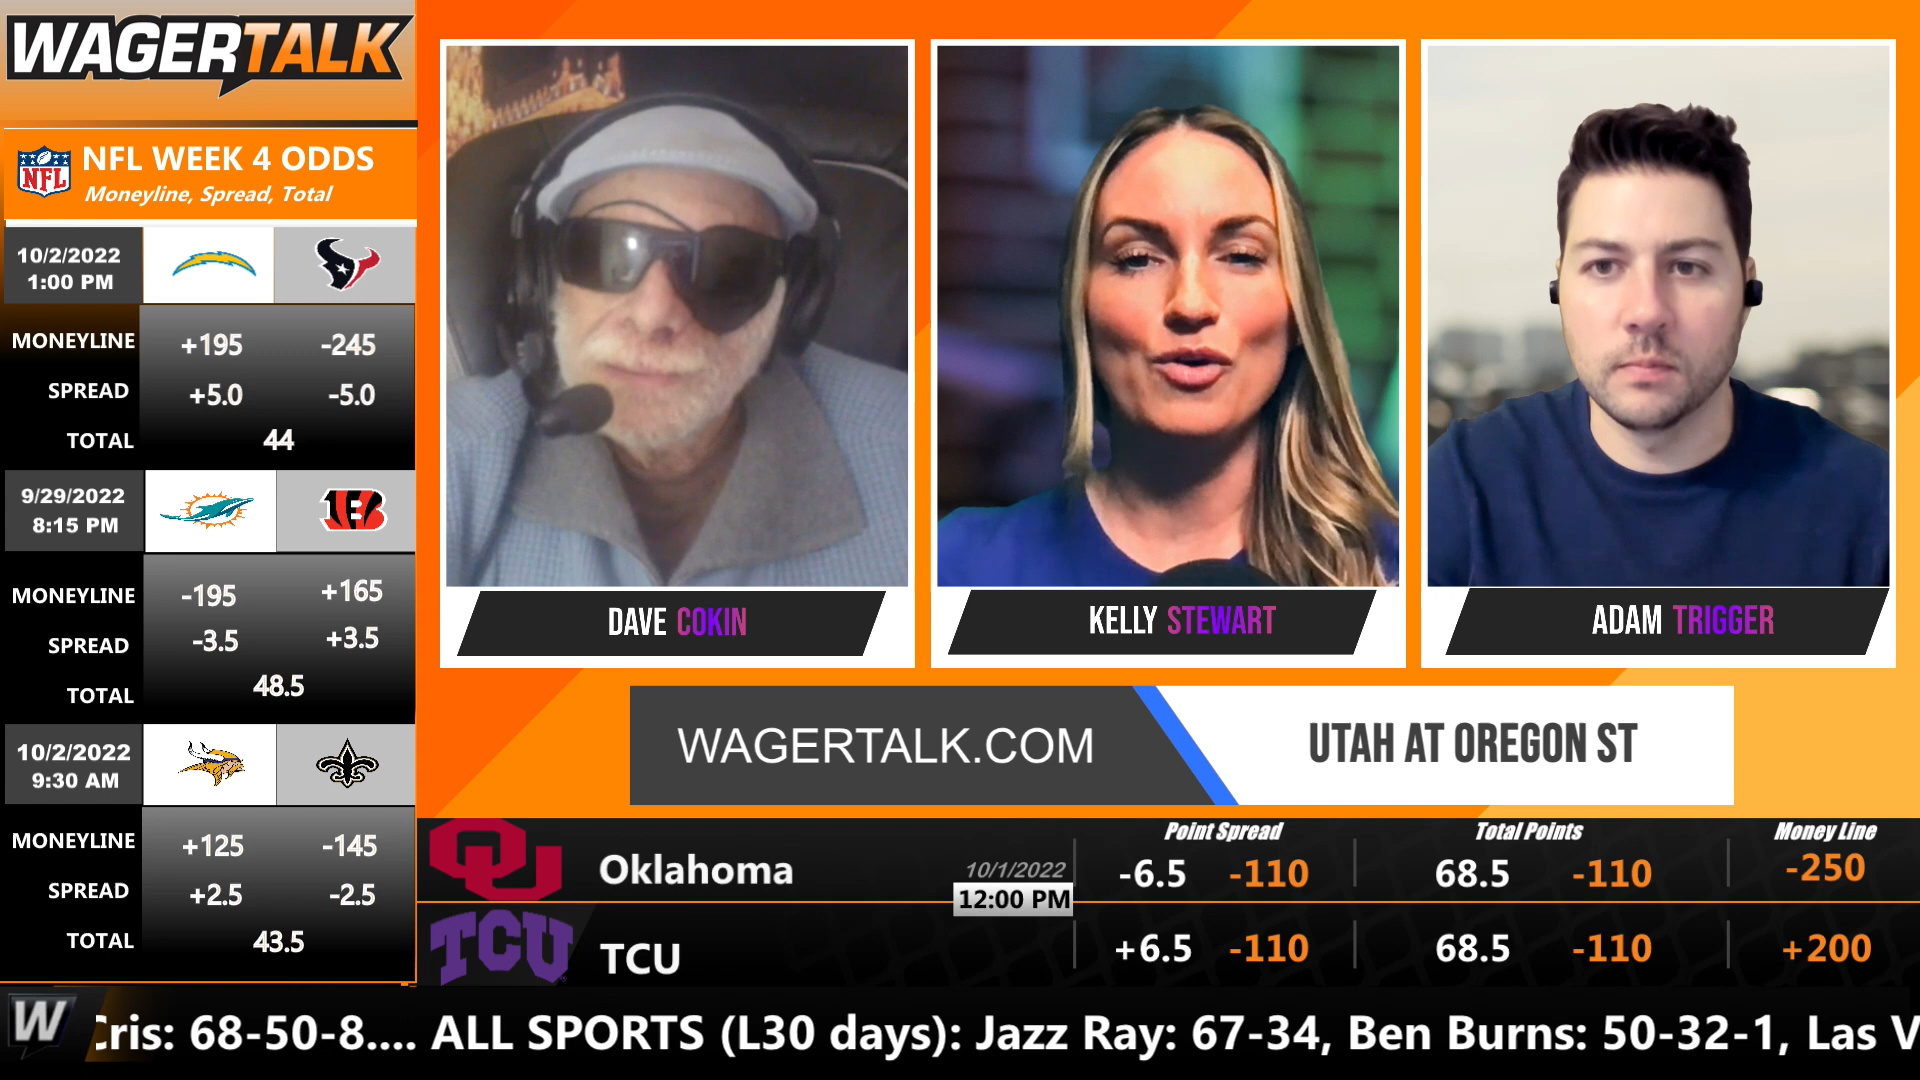 WAGERTALK
NFL
NFL WEEK 4 ODDS
Moneyline, Spread, Total
10/2/2022
1:00 PM
MONEYLINE +195 -245
SPREAD +5.0 -5.0
TOTAL 44
9/29/2022
8:15 PM
B
MONEYLINE -195 +165
SPREAD -3.5 +3.5
TOTAL 48.5
10/2/2022
9:30 AM
MONEYLINE +125 -145
SPREAD +2.5 -2.5
TOTAL 43.5
DAVE COKIN
KELLY STEWART
ADAM TRIGGER
WAGERTALK.COM
UTAH AT OREGON ST
Point Spread Total Points Money Line
OU Oklahoma 10/1/2022 -6.5 -110 68.5 -110 -250
12:00 PM
TCU TCU +6.5 -110 68.5 -110 +200
W Cris: 68-50-8.... ALL SPORTS (L30 days): Jazz Ray: 67-34, Ben Burns: 50-32-1, Las V